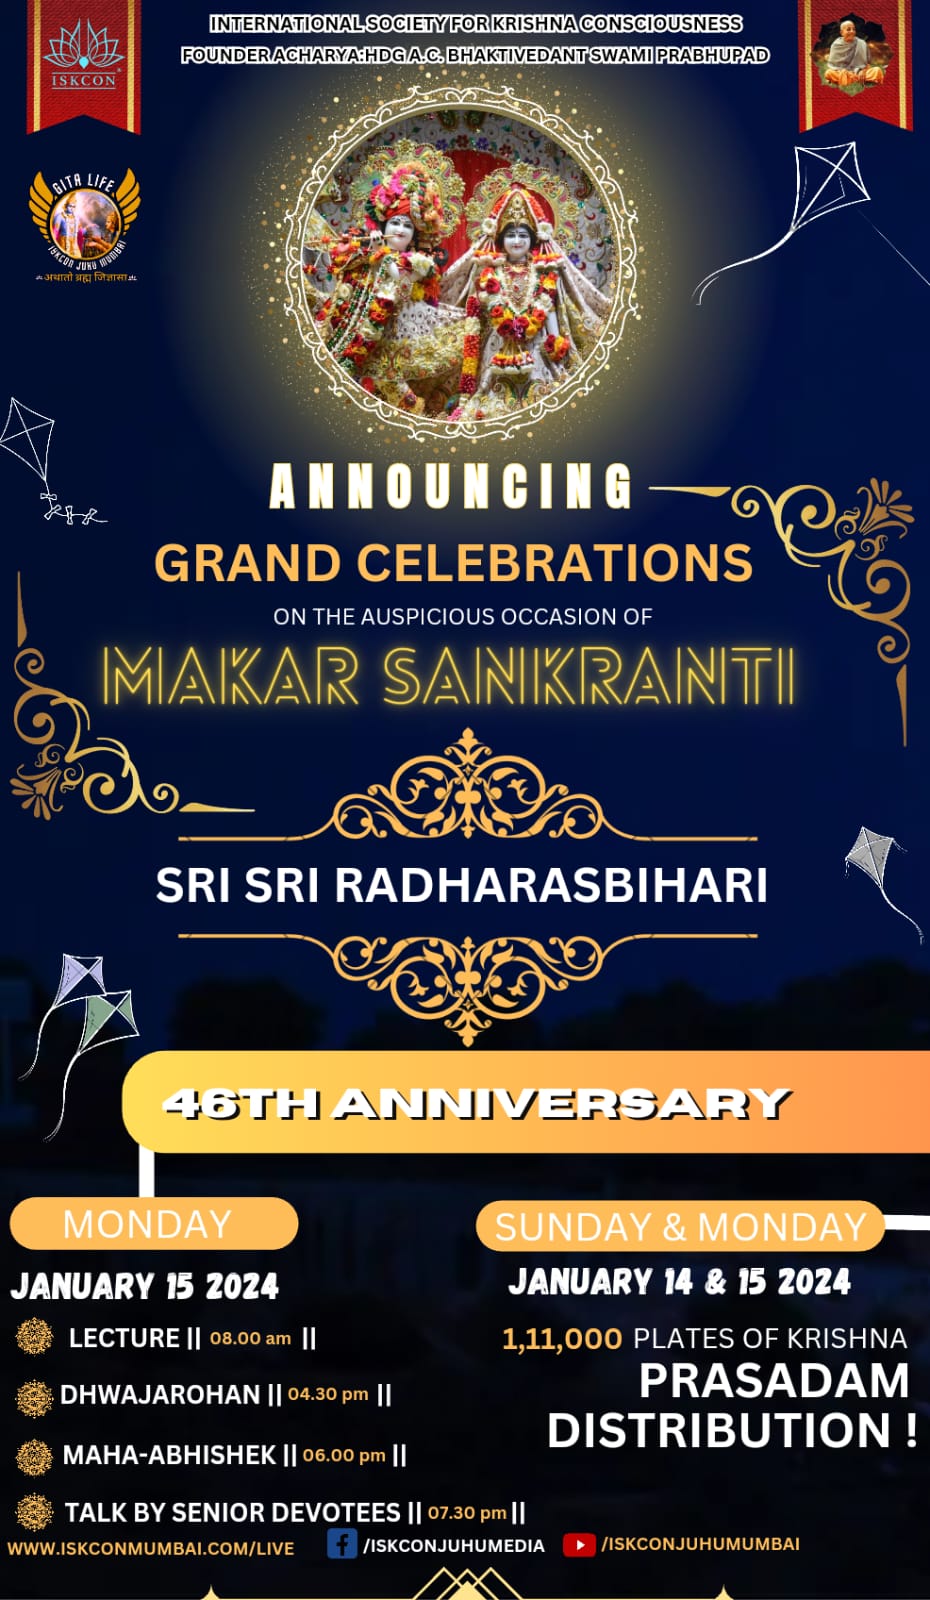 INTERNATIONAL SOCIETY FOR KRISHNA CONSCIOUSNESS
FOUNDER ACHARYA:HDG A.C. BHAKTIVEDANT SWAMI PRABHUPAD
ISKCON
GITA LIFE
ISKCON JUHU MUMBAI
अथातो ब्रह्म जिज्ञासा
ANNOUNCING
GRAND CELEBRATIONS
ON THE AUSPICIOUS OCCASION OF
MAKAR SANKRANTI
SRI SRI RADHARASBIHARI
46TH ANNIVERSARY
MONDAY
JANUARY 15 2024
LECTURE || 08.00 am ||
DHWAJAROHAN || 04.30 pm ||
MAHA-ABHISHEK || 06.00 pm ||
TALK BY SENIOR DEVOTEES || 07.30 pm ||
SUNDAY & MONDAY
JANUARY 14 & 15 2024
1,11,000 PLATES OF KRISHNA
PRASADAM
DISTRIBUTION !
WWW.ISKCONMUMBAI.COM/LIVE /ISKCONJUHUMEDIA /ISKCONJUHUMUMBAI